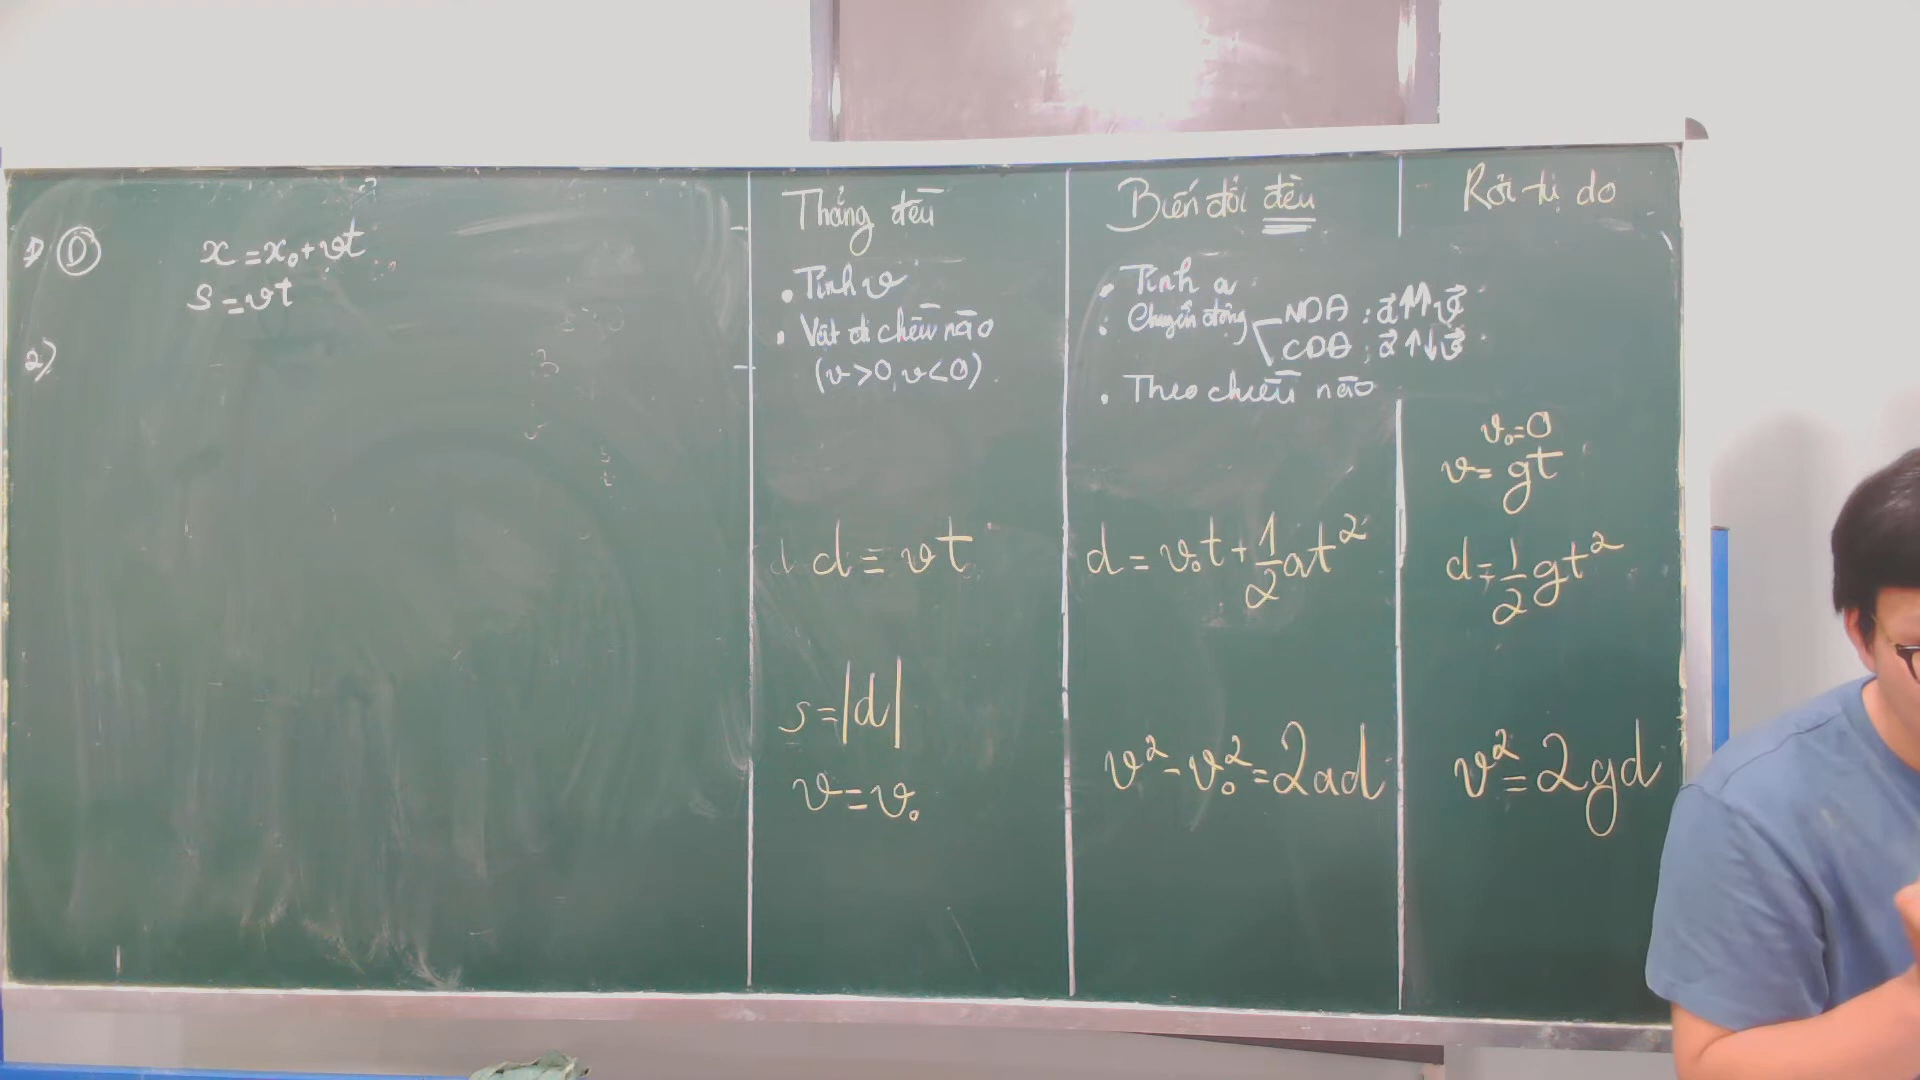 1) Ⓓ x = x₀ + vt
s = vt
2)
Thẳng đều
• Tính v
• Vật đi chiều nào
(v > 0, v < 0)
d = vt
s = |d|
v = v₀
Biến đổi đều
• Tính a
• Chuyển động
NDĐ : a⃗ ↑↑ v⃗
CDĐ : a⃗ ↑↓ v⃗
• Theo chiều nào
d = v₀t + 1/2 at²
v² - v₀² = 2ad
Rơi tự do
v₀ = 0
v = gt
d = 1/2 gt²
v² = 2gd